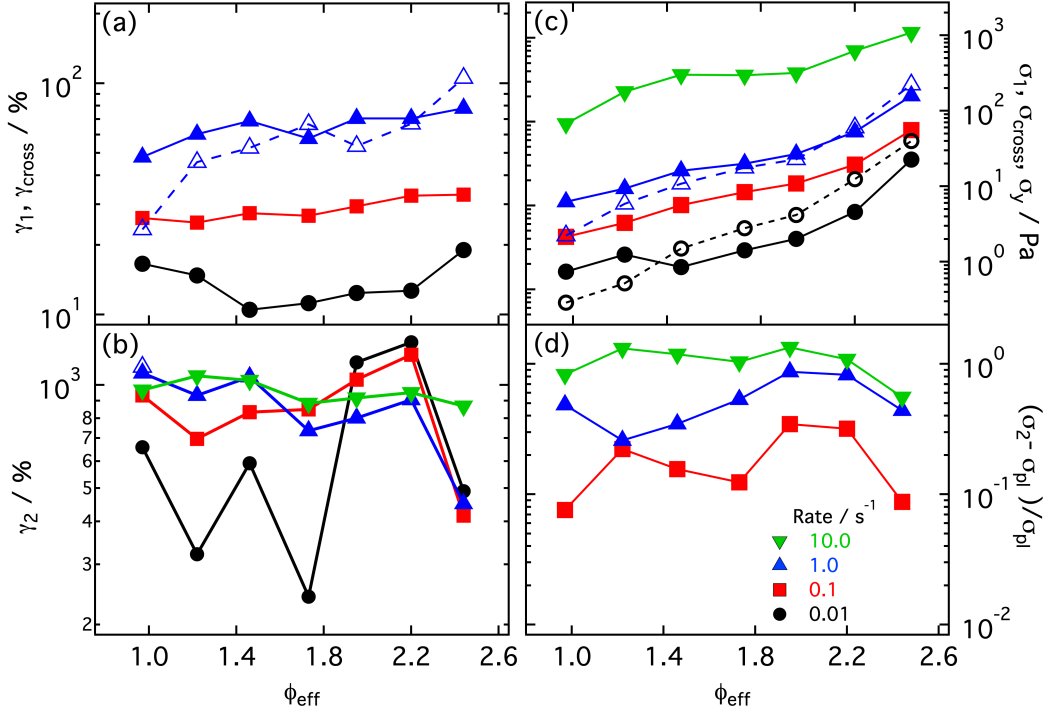 (a)
10²
10¹
γ₁, γcross / %
(b)
10³
8
7
6
5
4
3
2
γ₂ / %
1.0
1.4
1.8
2.2
2.6
ϕeff
(c)
10³
10²
10¹
10⁰
σ₁, σcross, σy / Pa
(d)
10⁰
10⁻¹
10⁻²
(σ₂- σpl )/σpl
Rate / s⁻¹
10.0
1.0
0.1
0.01
1.0
1.4
1.8
2.2
2.6
ϕeff